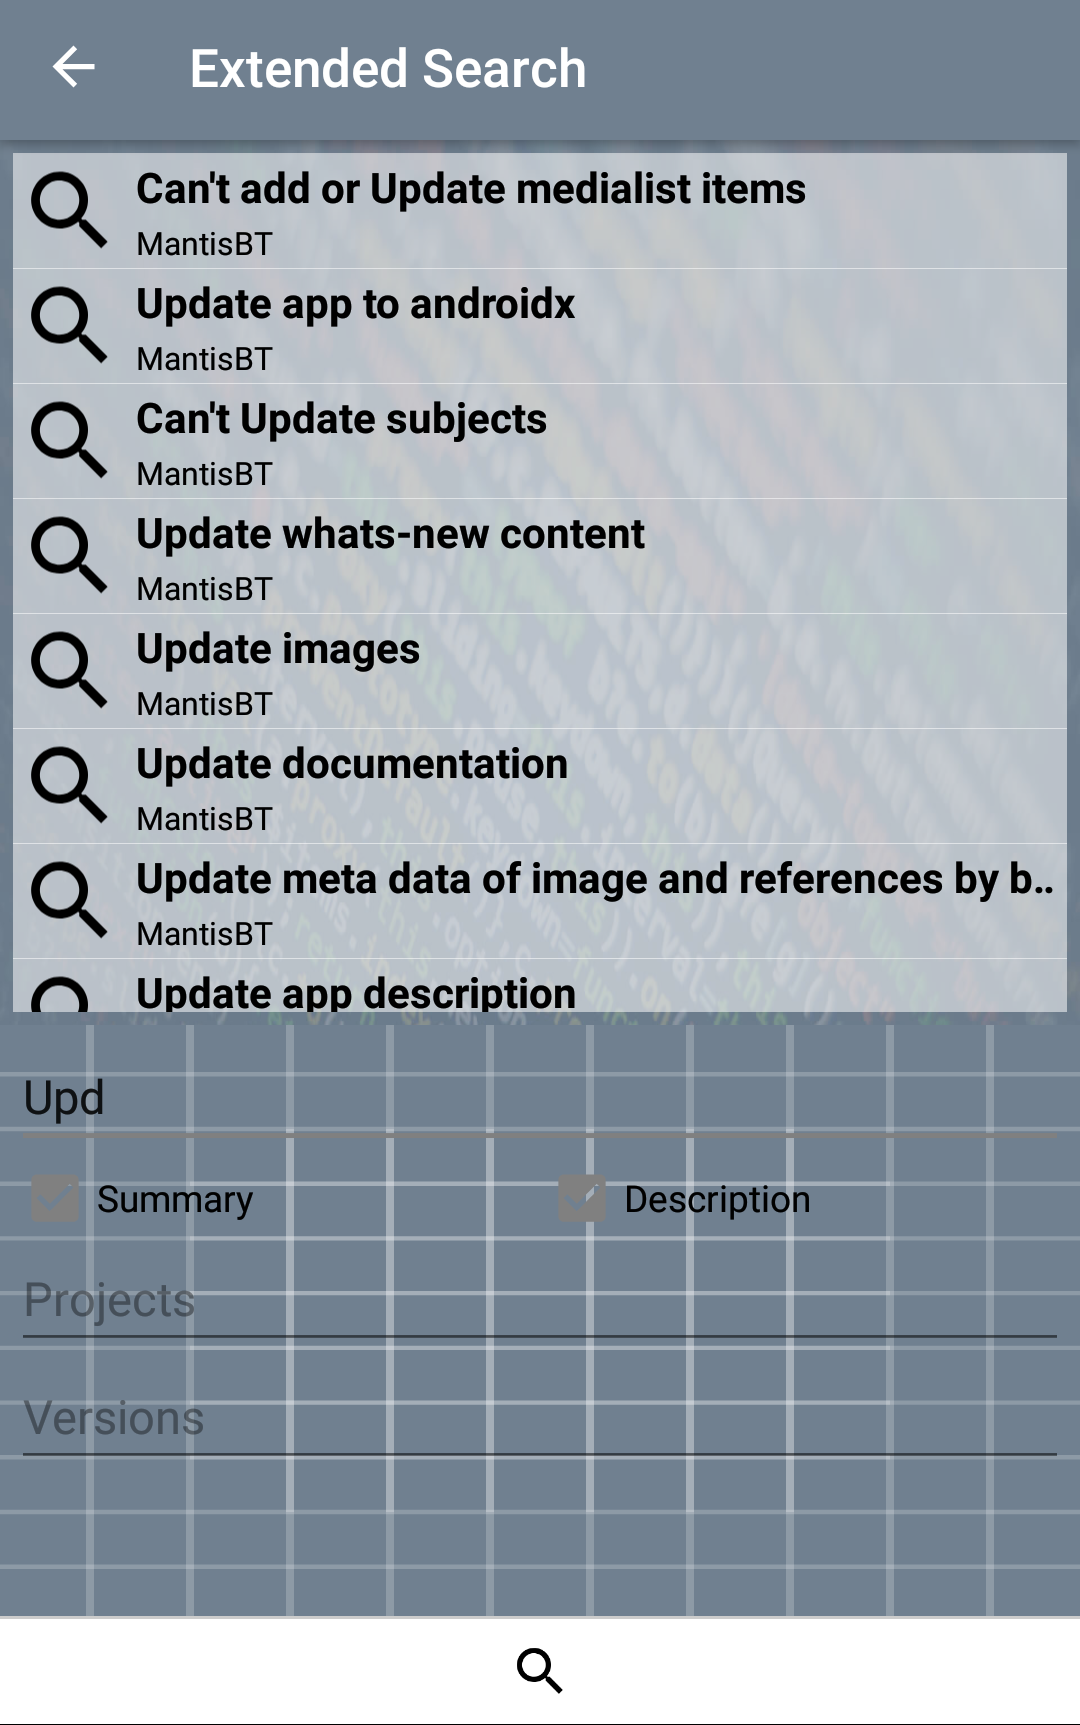 Extended Search
Can't add or Update medialist items
MantisBT
Update app to androidx
MantisBT
Can't Update subjects
MantisBT
Update whats-new content
MantisBT
Update images
MantisBT
Update documentation
MantisBT
Update meta data of image and references by b..
MantisBT
Update app description
Upd
Summary
Description
Projects
Versions